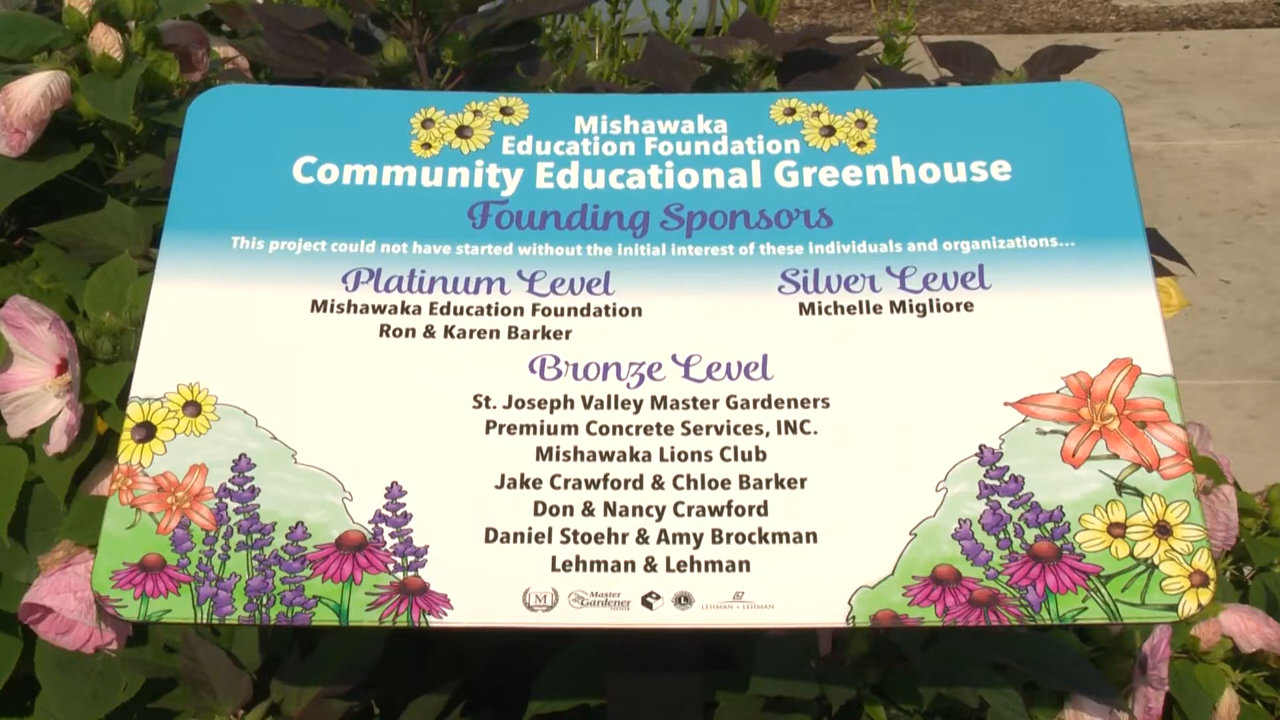 Mishawaka
Education Foundation
Community Educational Greenhouse
Founding Sponsors
This project could not have started without the initial interest of these individuals and organizations...
Platinum Level
Mishawaka Education Foundation
Ron & Karen Barker
Silver Level
Michelle Migliore
Bronze Level
St. Joseph Valley Master Gardeners
Premium Concrete Services, INC.
Mishawaka Lions Club
Jake Crawford & Chloe Barker
Don & Nancy Crawford
Daniel Stoehr & Amy Brockman
Lehman & Lehman
M
Master
Gardener
L
LEHMAN + LEHMAN